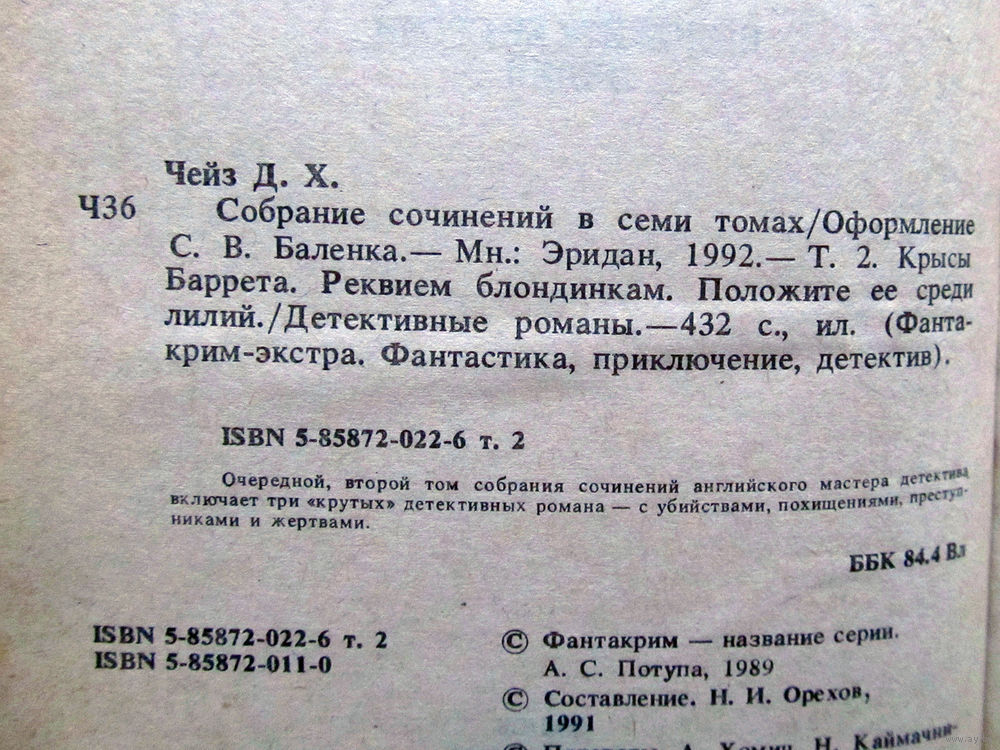 Чейз Д. Х.
Ч36 Собрание сочинений в семи томах/Оформление
С. В. Баленка.— Мн.: Эридан, 1992.— Т. 2. Крысы
Баррета. Реквием блондинкам. Положите ее среди
лилий./Детективные романы.—432 с., ил. (Фанта-
крим-экстра. Фантастика, приключение, детектив).
ISBN 5-85872-022-6 т. 2
Очередной, второй том собрания сочинений английского мастера детектива
включает три «крутых» детективных романа — с убийствами, похищениями, преступ-
никами и жертвами.
ББК 84.4 Вл
ISBN 5-85872-022-6 т. 2
ISBN 5-85872-011-0
© Фантакрим — название серии.
А. С. Потупа, 1989
© Составление. Н. И. Орехов,
1991
А. Хомич, Н. Каймачни-